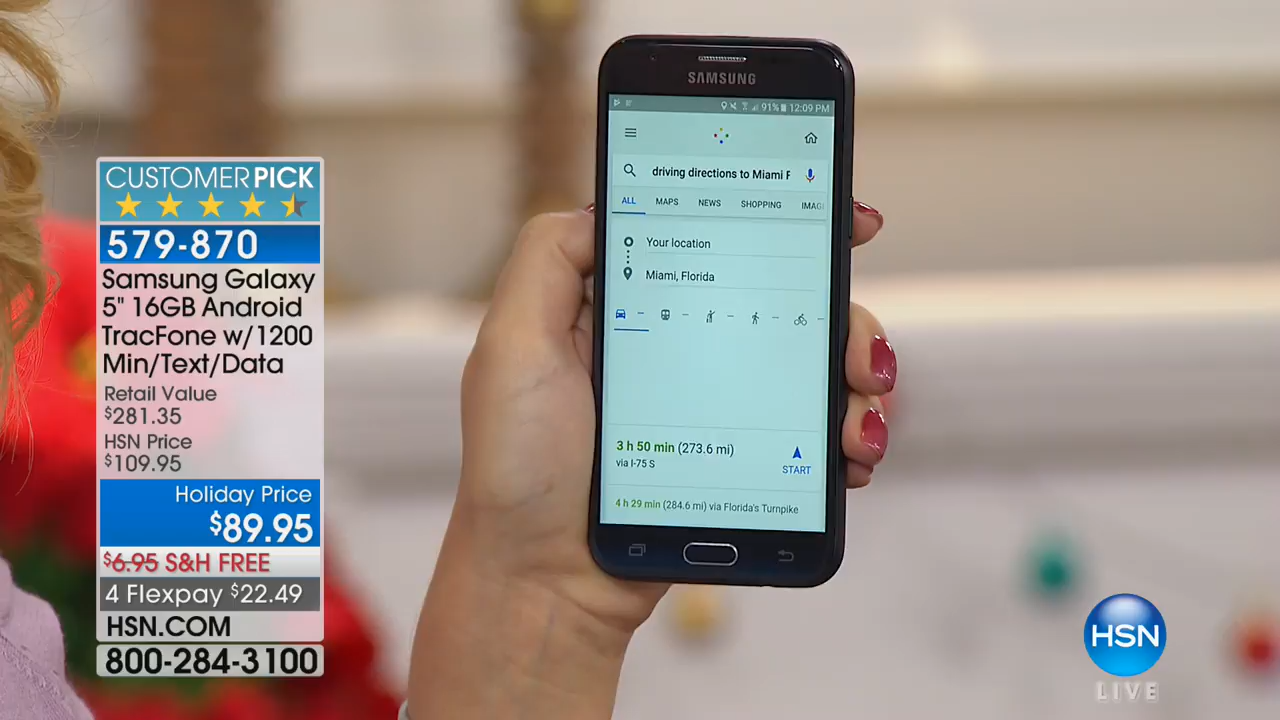 CUSTOMER PICK
579-870
Samsung Galaxy
5" 16GB Android
TracFone w/1200
Min/Text/Data
Retail Value
$281.35
HSN Price
$109.95
Holiday Price
$89.95
$6.95 S&H FREE
4 Flexpay $22.49
HSN.COM
800-284-3100
SAMSUNG
91% 12:09 PM
driving directions to Miami F
ALL MAPS NEWS SHOPPING IMAG
Your location
Miami, Florida
3 h 50 min (273.6 mi)
via I-75 S
START
4 h 29 min (284.6 mi) via Florida's Turnpike
HSN
LIVE